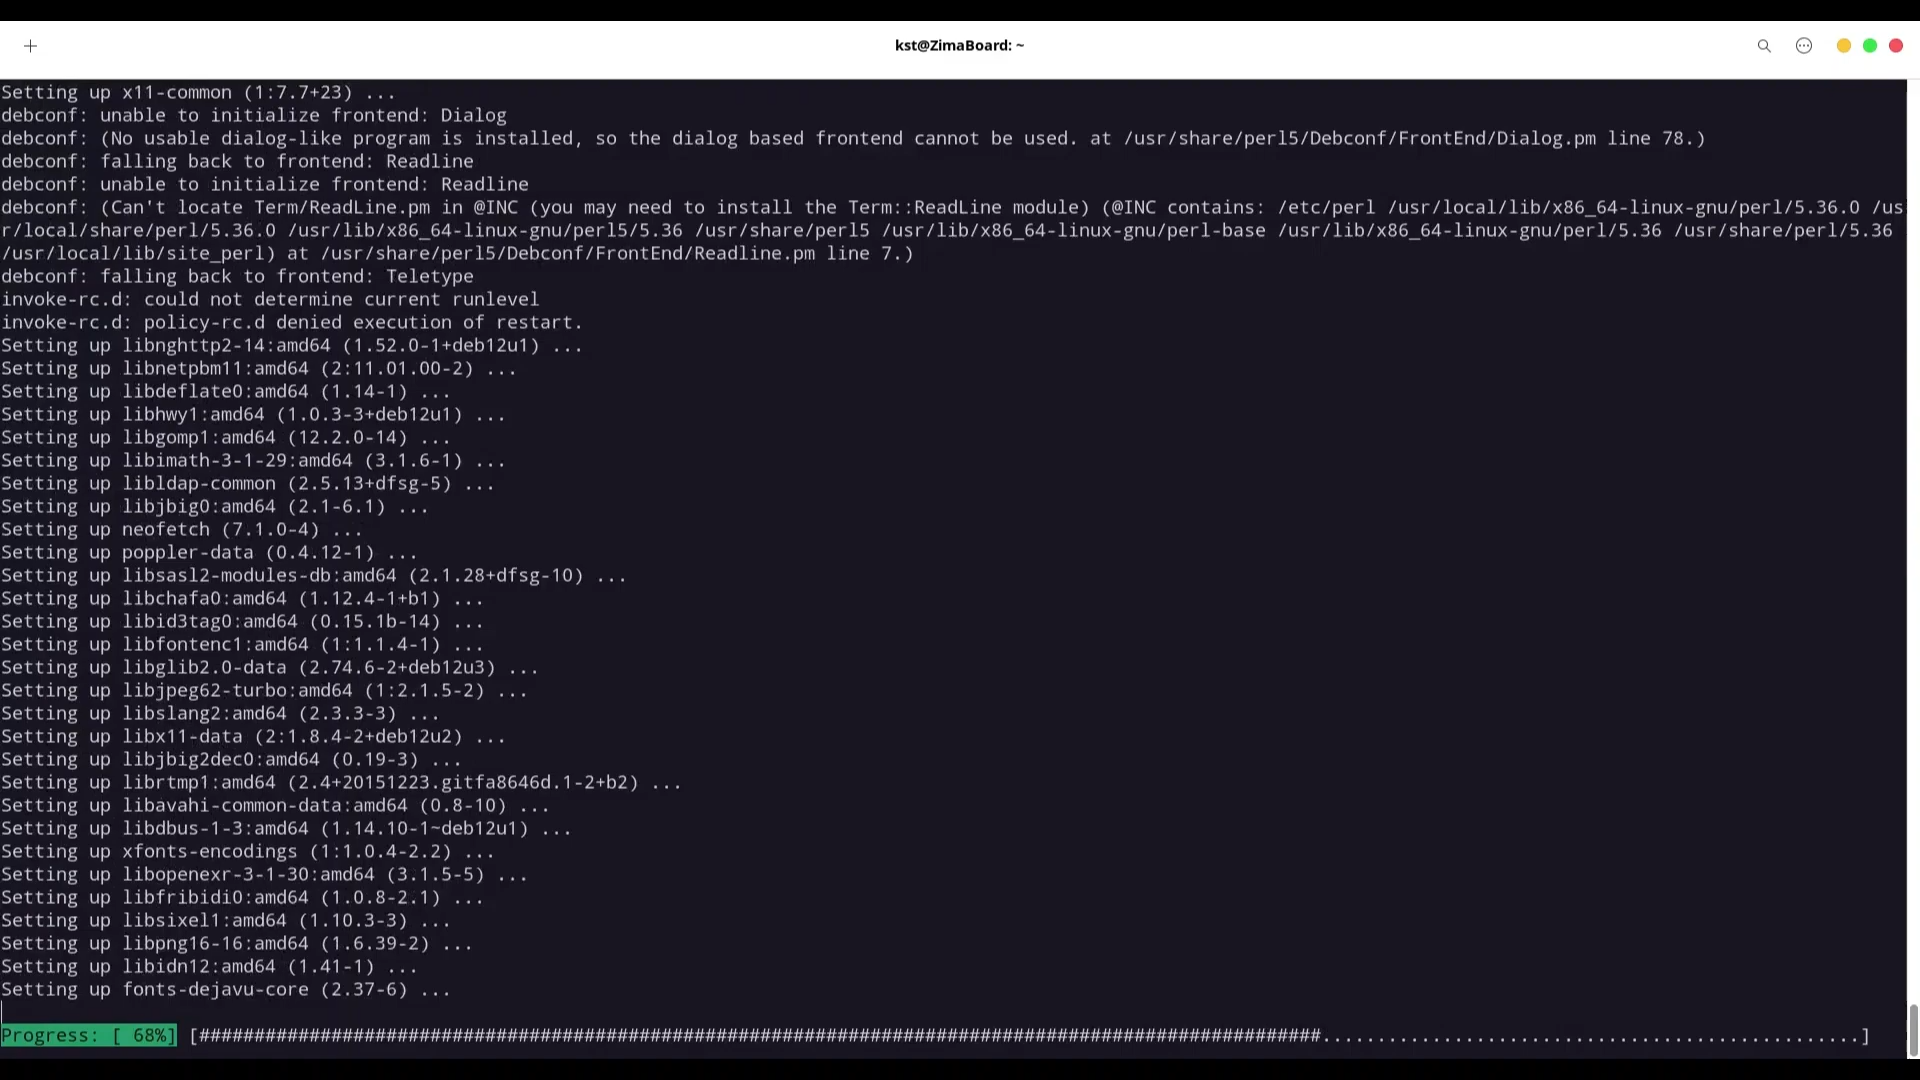 kst@ZimaBoard: ~
Setting up x11-common (1:7.7+23) ...
debconf: unable to initialize frontend: Dialog
debconf: (No usable dialog-like program is installed, so the dialog based frontend cannot be used. at /usr/share/perl5/Debconf/FrontEnd/Dialog.pm line 78.)
debconf: falling back to frontend: Readline
debconf: unable to initialize frontend: Readline
debconf: (Can't locate Term/ReadLine.pm in @INC (you may need to install the Term::ReadLine module) (@INC contains: /etc/perl /usr/local/lib/x86_64-linux-gnu/perl/5.36.0 /us
r/local/share/perl/5.36.0 /usr/lib/x86_64-linux-gnu/perl5/5.36 /usr/share/perl5 /usr/lib/x86_64-linux-gnu/perl-base /usr/lib/x86_64-linux-gnu/perl/5.36 /usr/share/perl/5.36
/usr/local/lib/site_perl) at /usr/share/perl5/Debconf/FrontEnd/Readline.pm line 7.)
debconf: falling back to frontend: Teletype
invoke-rc.d: could not determine current runlevel
invoke-rc.d: policy-rc.d denied execution of restart.
Setting up libnghttp2-14:amd64 (1.52.0-1+deb12u1) ...
Setting up libnetpbm11:amd64 (2:11.01.00-2) ...
Setting up libdeflate0:amd64 (1.14-1) ...
Setting up libhwy1:amd64 (1.0.3-3+deb12u1) ...
Setting up libgomp1:amd64 (12.2.0-14) ...
Setting up libimath-3-1-29:amd64 (3.1.6-1) ...
Setting up libldap-common (2.5.13+dfsg-5) ...
Setting up libjbig0:amd64 (2.1-6.1) ...
Setting up neofetch (7.1.0-4) ...
Setting up poppler-data (0.4.12-1) ...
Setting up libsasl2-modules-db:amd64 (2.1.28+dfsg-10) ...
Setting up libchafa0:amd64 (1.12.4-1+b1) ...
Setting up libid3tag0:amd64 (0.15.1b-14) ...
Setting up libfontenc1:amd64 (1:1.1.4-1) ...
Setting up libglib2.0-data (2.74.6-2+deb12u3) ...
Setting up libjpeg62-turbo:amd64 (1:2.1.5-2) ...
Setting up libslang2:amd64 (2.3.3-3) ...
Setting up libx11-data (2:1.8.4-2+deb12u2) ...
Setting up libjbig2dec0:amd64 (0.19-3) ...
Setting up librtmp1:amd64 (2.4+20151223.gitfa8646d.1-2+b2) ...
Setting up libavahi-common-data:amd64 (0.8-10) ...
Setting up libdbus-1-3:amd64 (1.14.10-1~deb12u1) ...
Setting up xfonts-encodings (1:1.0.4-2.2) ...
Setting up libopenexr-3-1-30:amd64 (3.1.5-5) ...
Setting up libfribidi0:amd64 (1.0.8-2.1) ...
Setting up libsixel1:amd64 (1.10.3-3) ...
Setting up libpng16-16:amd64 (1.6.39-2) ...
Setting up libidn12:amd64 (1.41-1) ...
Setting up fonts-dejavu-core (2.37-6) ...
Progress: [ 68%] [######################################################################################################.................................................]